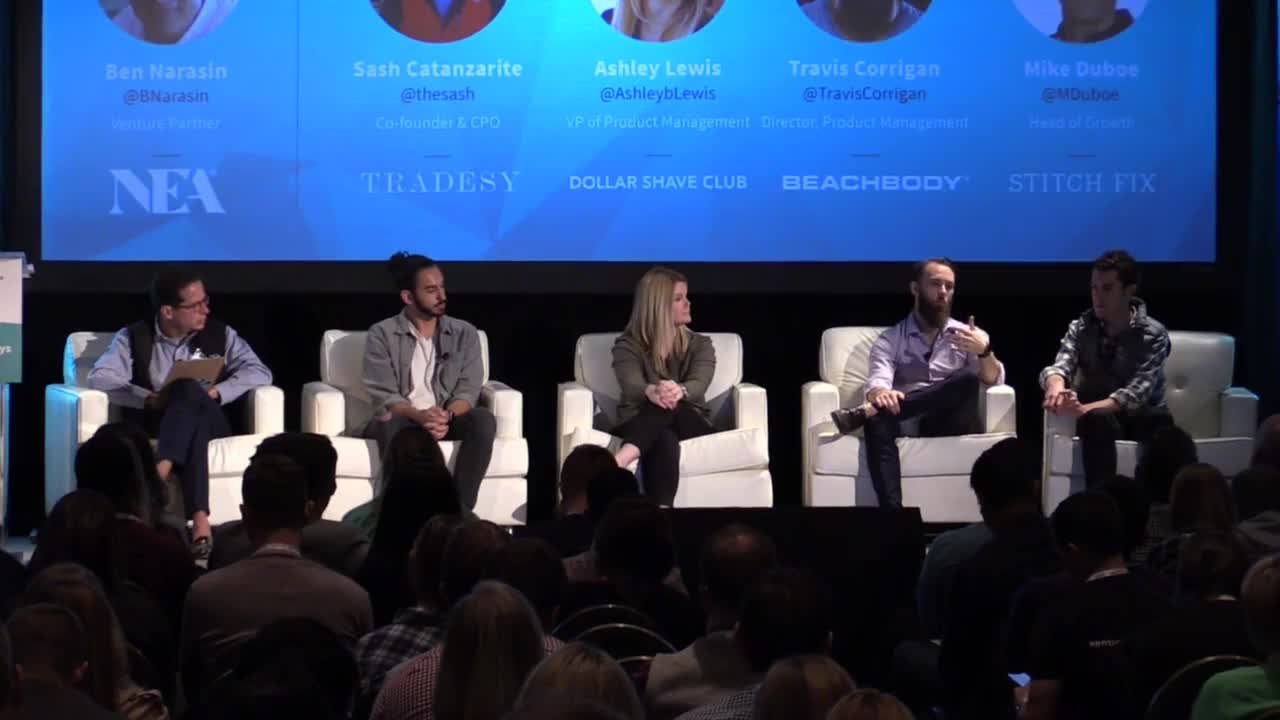 Ben Narasin
@BNarasin
Venture Partner
NEA
Sash Catanzarite
@thesash
Co-founder & CPO
TRADESY
Ashley Lewis
@AshleybLewis
VP of Product Management
DOLLAR SHAVE CLUB
Travis Corrigan
@TravisCorrigan
Director, Product Management
BEACHBODY
Mike Duboe
@MDuboe
Head of Growth
STITCH FIX
ys